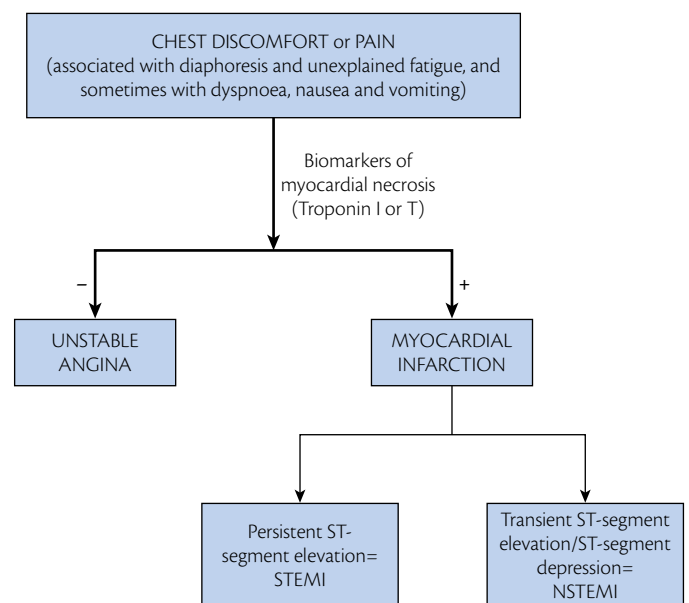 CHEST DISCOMFORT or PAIN
(associated with diaphoresis and unexplained fatigue, and
sometimes with dyspnoea, nausea and vomiting)
Biomarkers of
myocardial necrosis
(Troponin I or T)
–
+
UNSTABLE
ANGINA
MYOCARDIAL
INFARCTION
Persistent ST-
segment elevation=
STEMI
Transient ST-segment
elevation/ST-segment
depression=
NSTEMI